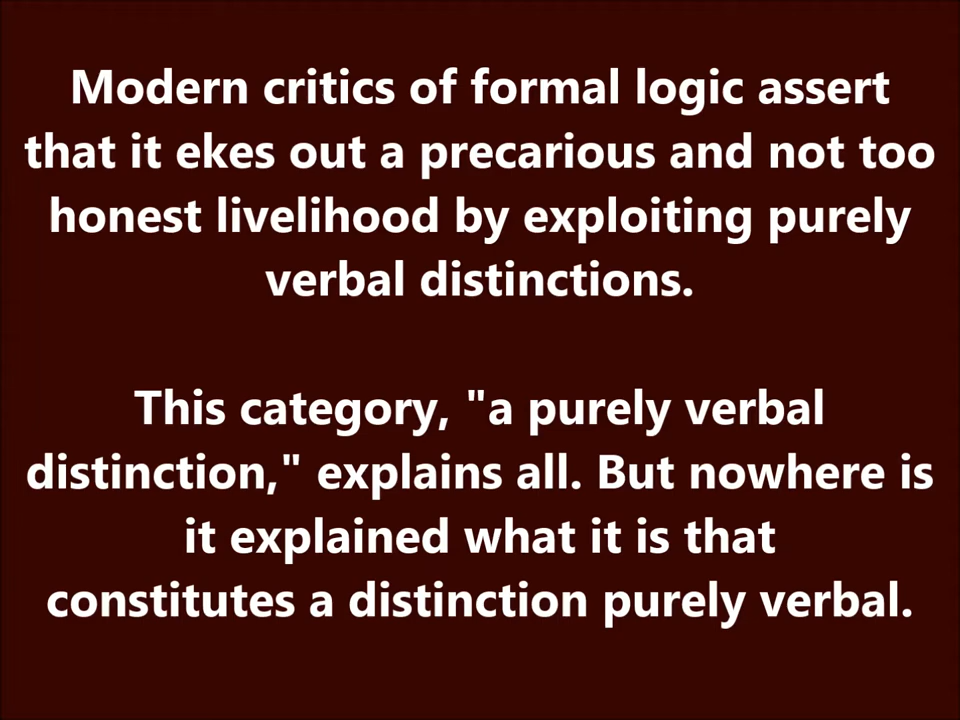 Modern critics of formal logic assert
that it ekes out a precarious and not too
honest livelihood by exploiting purely
verbal distinctions.
This category, "a purely verbal
distinction," explains all. But nowhere is
it explained what it is that
constitutes a distinction purely verbal.